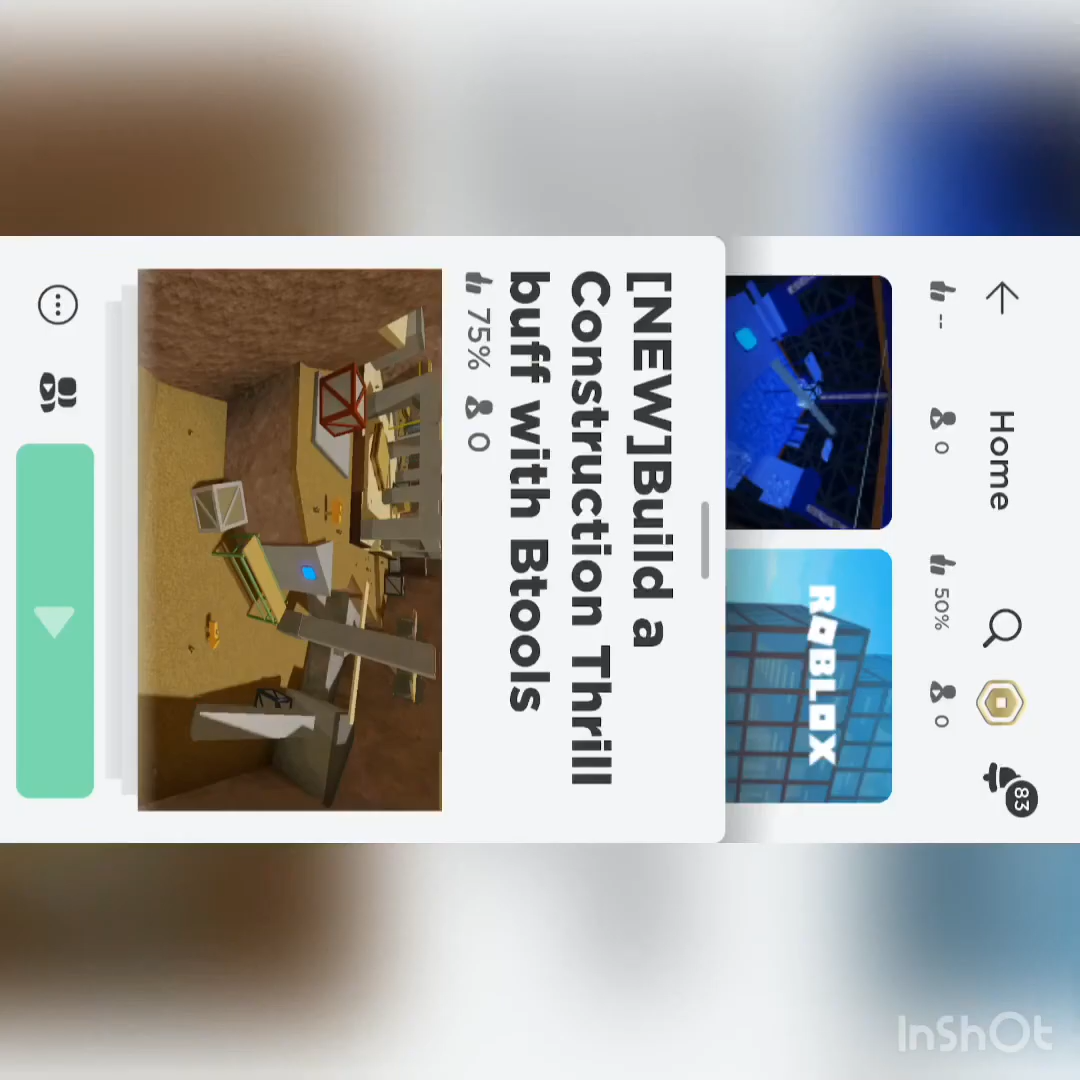 Home
83
--
0
50%
0
ROBLOX
[NEW]Build a
Construction Thrill
buff with Btools
75% 0
InShOt